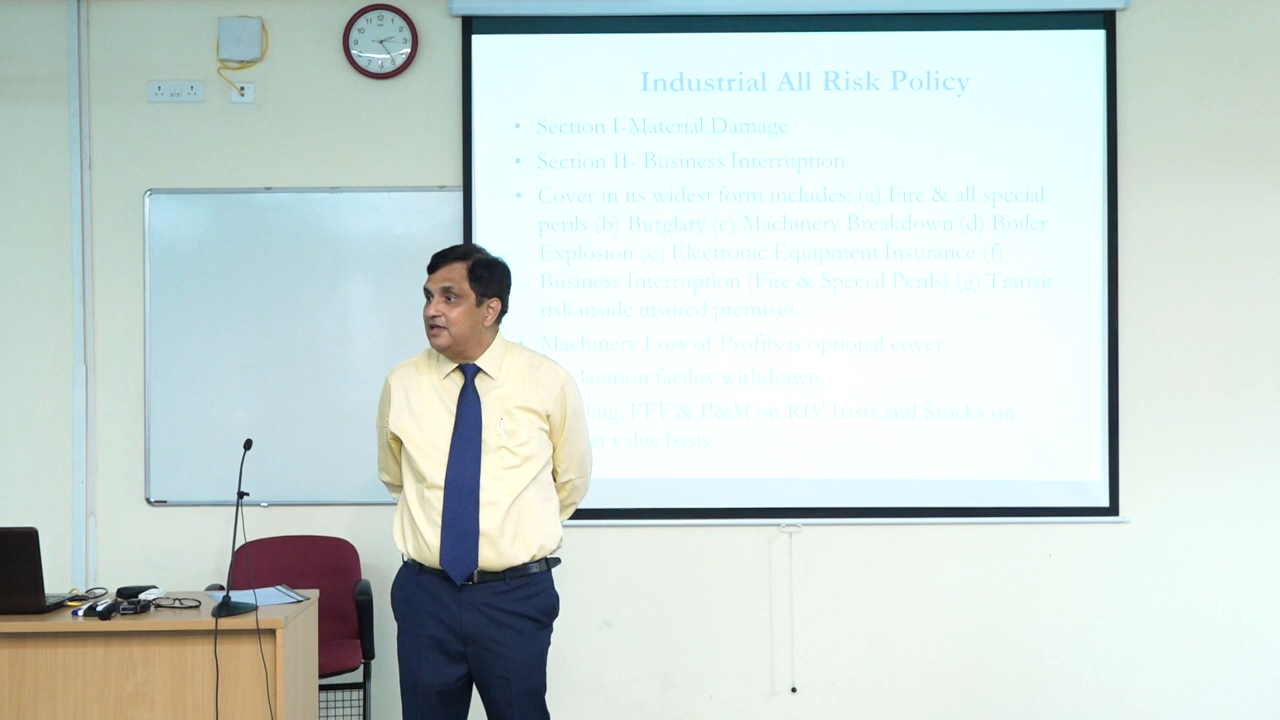 Industrial All Risk Policy
• Section I-Material Damage
• Section II- Business Interruption.
• Cover in its widest form includes: (a) Fire & all special
perils (b) Burglary (c) Machinery Breakdown (d) Boiler
Explosion (e) Electronic Equipment Insurance (f)
Business Interruption (Fire & Special Perils) (g) Transit
risk inside insured premises.
Machinery Loss of Profits is optional cover.
facility withdrawn.
FFF & P&M on RIV basis and Stocks on
value basis.